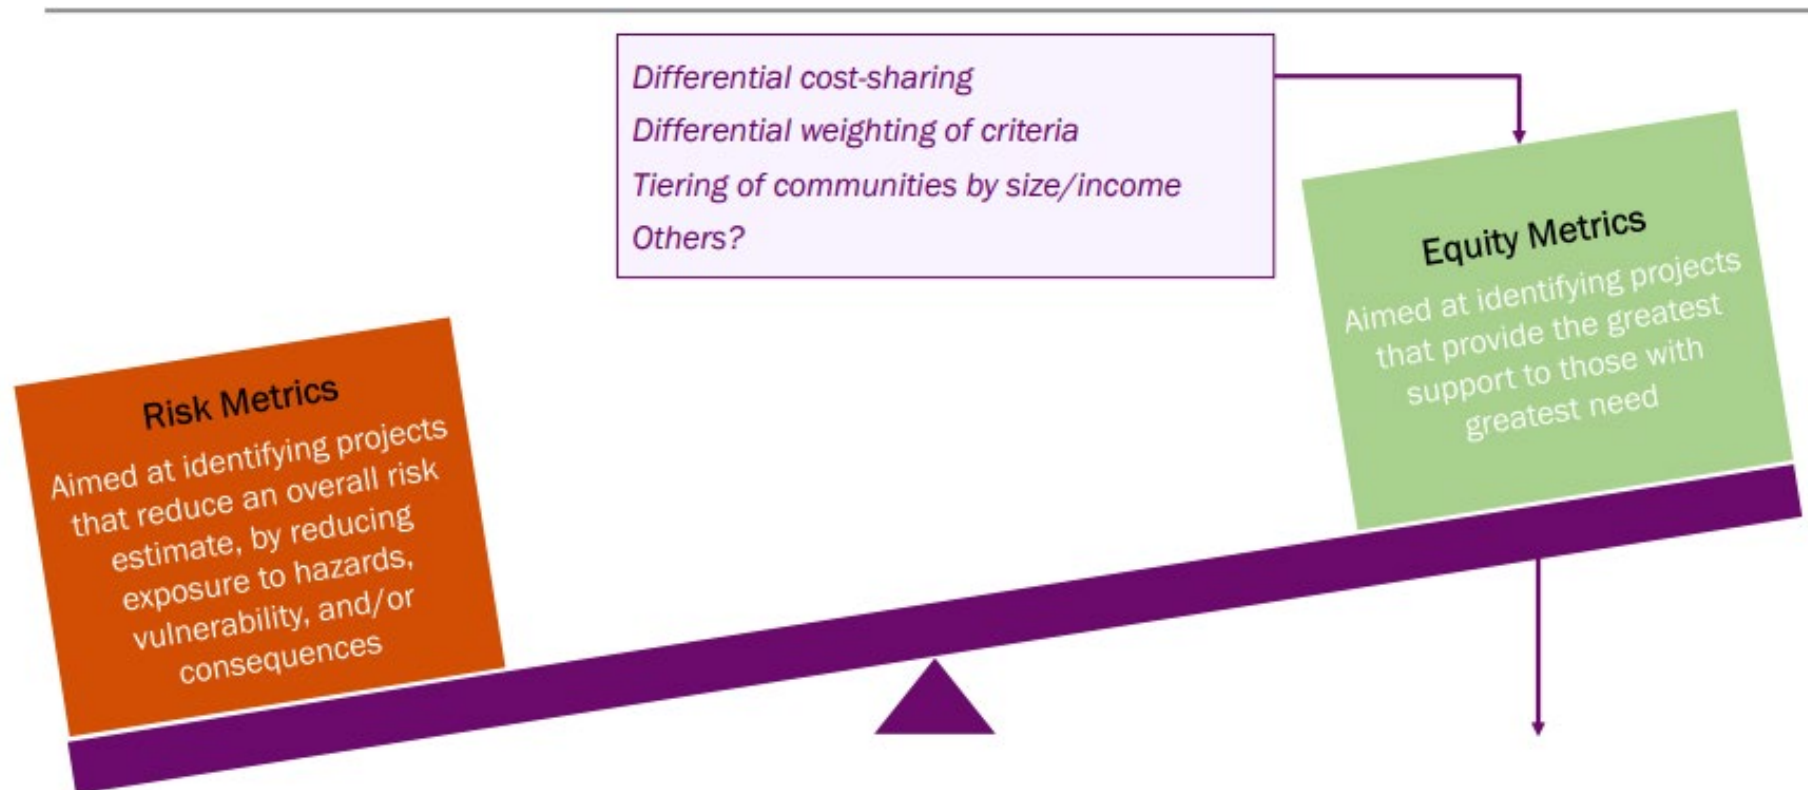 Differential cost-sharing
Differential weighting of criteria
Tiering of communities by size/income
Others?
Equity Metrics
Aimed at identifying projects
that provide the greatest
support to those with
greatest need
Risk Metrics
Aimed at identifying projects
that reduce an overall risk
estimate, by reducing
exposure to hazards,
vulnerability, and/or
consequences